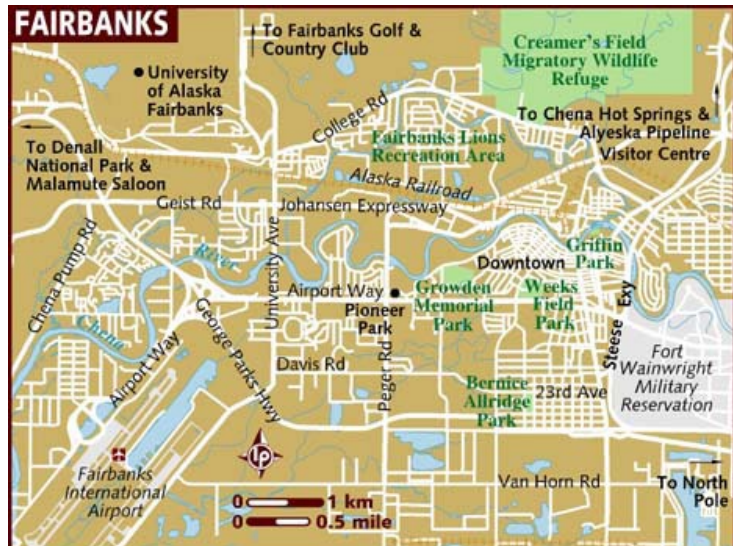 FAIRBANKS
To Fairbanks Golf &
Country Club
Creamer's Field
Migratory Wildlife
Refuge
University
of Alaska
Fairbanks
College Rd
To Chena Hot Springs &
Alyeska Pipeline
Visitor Centre
Fairbanks Lions
Recreation Area
To Denall
National Park &
Malamute Saloon
Alaska Railroad
Geist Rd
Johansen Expressway
Chena Pump Rd
River
University Ave
Griffin
Park
Downtown
Airport Way
Pioneer
Park
Growden
Memorial
Park
Weeks
Field
Park
Steese Exy
Chena
Airport Way
George Parks Hwy
Davis Rd
Peger Rd
Fort
Wainwright
Military
Reservation
Bernice
Allridge
Park
23rd Ave
Fairbanks
International
Airport
lp
Van Horn Rd
To North
Pole
0 1 km
0 0.5 mile